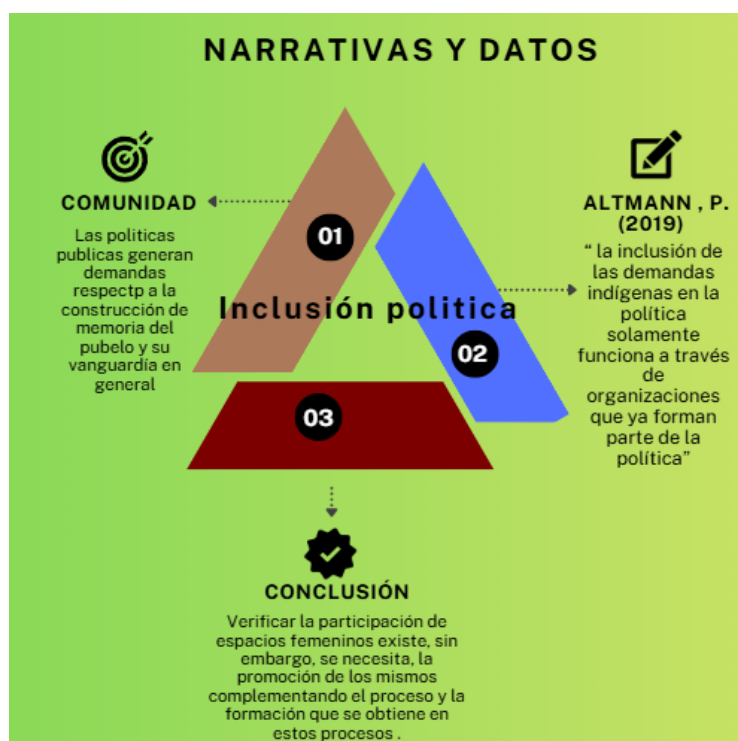 NARRATIVAS Y DATOS
COMUNIDAD
Las politicas
publicas generan
demandas
respectp a la
construcción de
memoria del
pubelo y su
vanguardía en
general
01
Inclusión politica
02
03
ALTMANN , P.
(2019)
“ la inclusión de
las demandas
indígenas en la
política
solamente
funciona a través
de
organizaciones
que ya forman
parte de la
política”
CONCLUSIÓN
Verificar la participación de
espacios femeninos existe, sin
embargo, se necesita, la
promoción de los mismos
complementando el proceso y la
formación que se obtiene en
estos procesos .